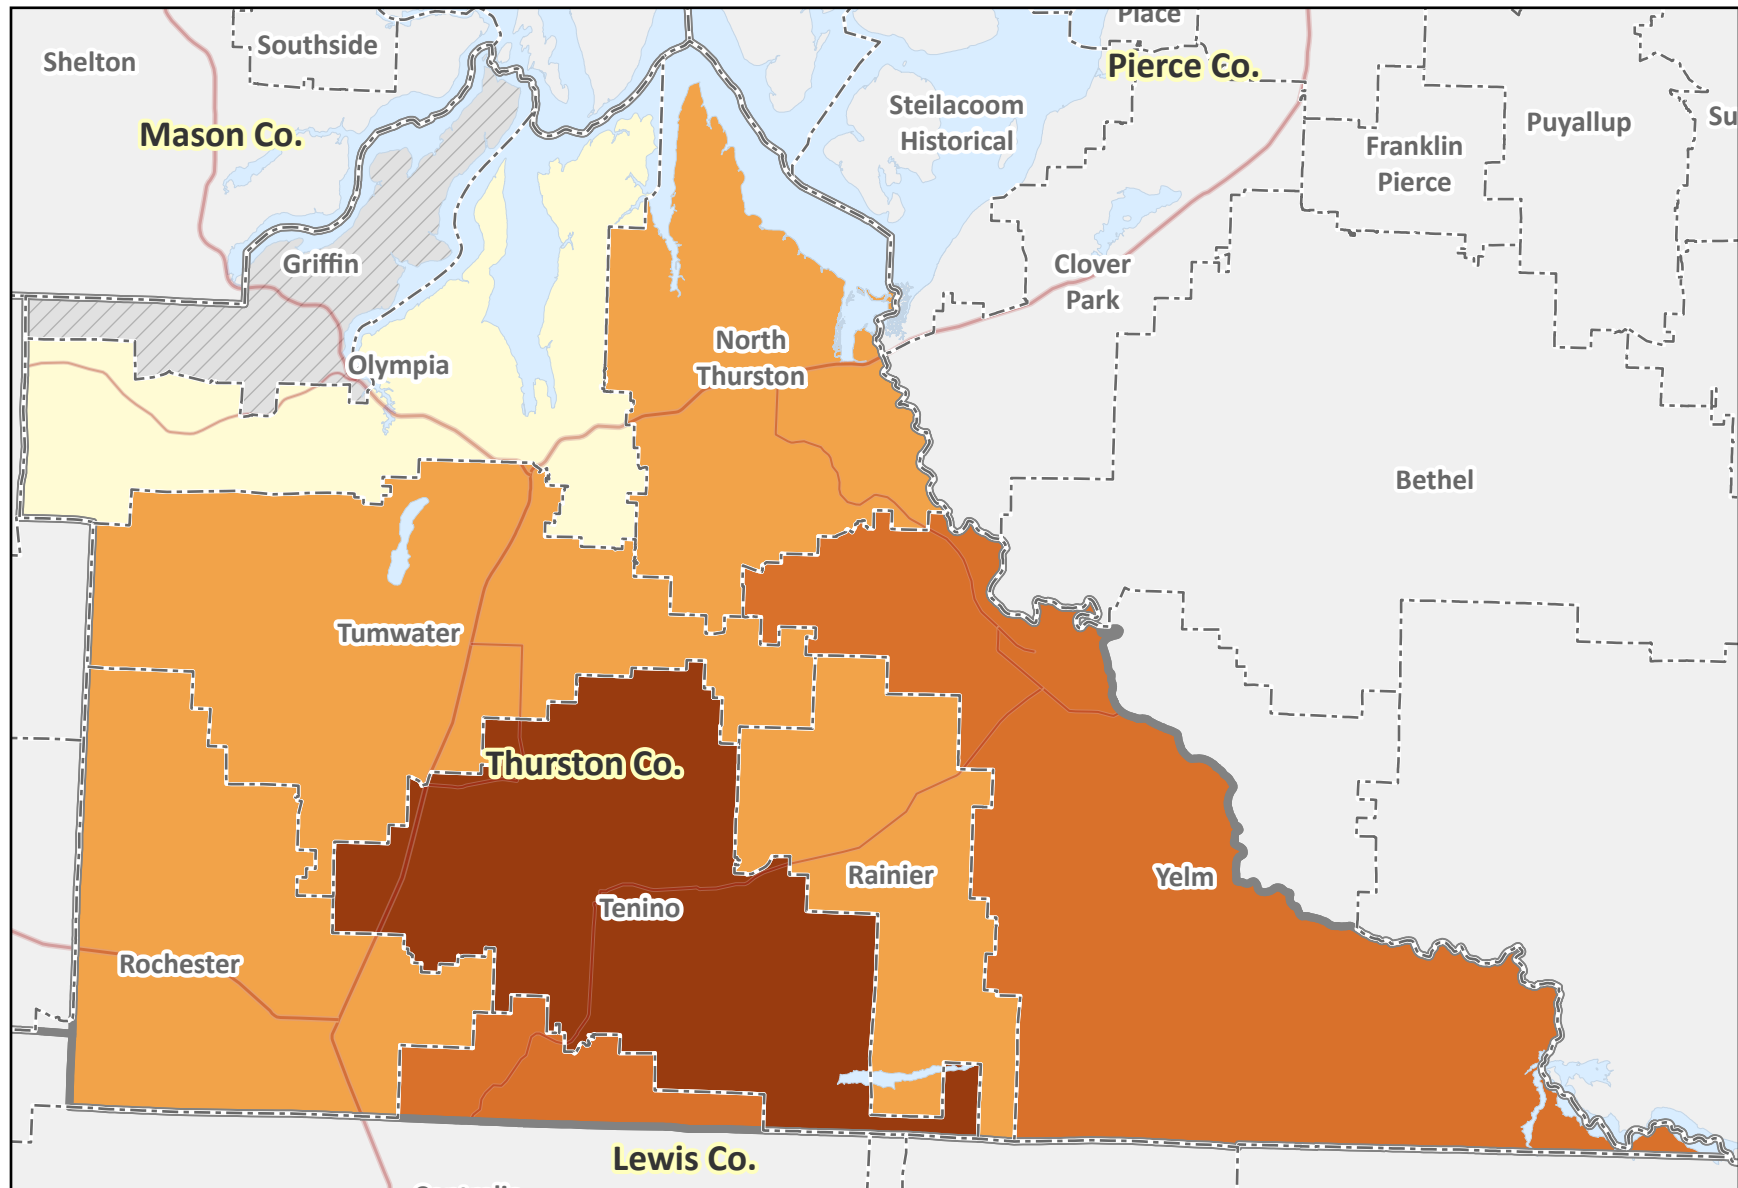 Place
Southside
Shelton
Pierce Co.
Steilacoom
Historical
Puyallup
Su
Mason Co.
Franklin
Pierce
Griffin
Clover
Park
North
Thurston
Olympia
Bethel
Tumwater
Thurston Co.
Rainier
Yelm
Tenino
Rochester
Lewis Co.